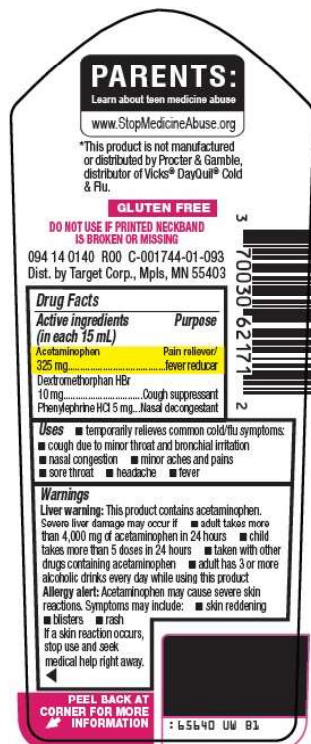 PARENTS:
Learn about teen medicine abuse
www.StopMedicineAbuse.org
*This product is not manufactured
or distributed by Procter & Gamble,
distributor of Vicks® DayQuil® Cold
& Flu.
GLUTEN FREE
DO NOT USE IF PRINTED NECKBAND
IS BROKEN OR MISSING
094 14 0140 R00 C-001744-01-093
Dist. by Target Corp., Mpls, MN 55403
3 70030 62171 2
Drug Facts
Active ingredients Purpose
(in each 15 mL)
Acetaminophen Pain reliever/
325 mg......................................fever reducer
Dextromethorphan HBr
10 mg................................Cough suppressant
Phenylephrine HCl 5 mg...Nasal decongestant
Uses ■ temporarily relieves common cold/flu symptoms:
■ cough due to minor throat and bronchial irritation
■ nasal congestion ■ minor aches and pains
■ sore throat ■ headache ■ fever
Warnings
Liver warning: This product contains acetaminophen.
Severe liver damage may occur if ■ adult takes more
than 4,000 mg of acetaminophen in 24 hours ■ child
takes more than 5 doses in 24 hours ■ taken with other
drugs containing acetaminophen ■ adult has 3 or more
alcoholic drinks every day while using this product
Allergy alert: Acetaminophen may cause severe skin
reactions. Symptoms may include: ■ skin reddening
■ blisters ■ rash
If a skin reaction occurs,
stop use and seek
medical help right away.
PEEL BACK AT
CORNER FOR MORE
INFORMATION
:65640 UW B1